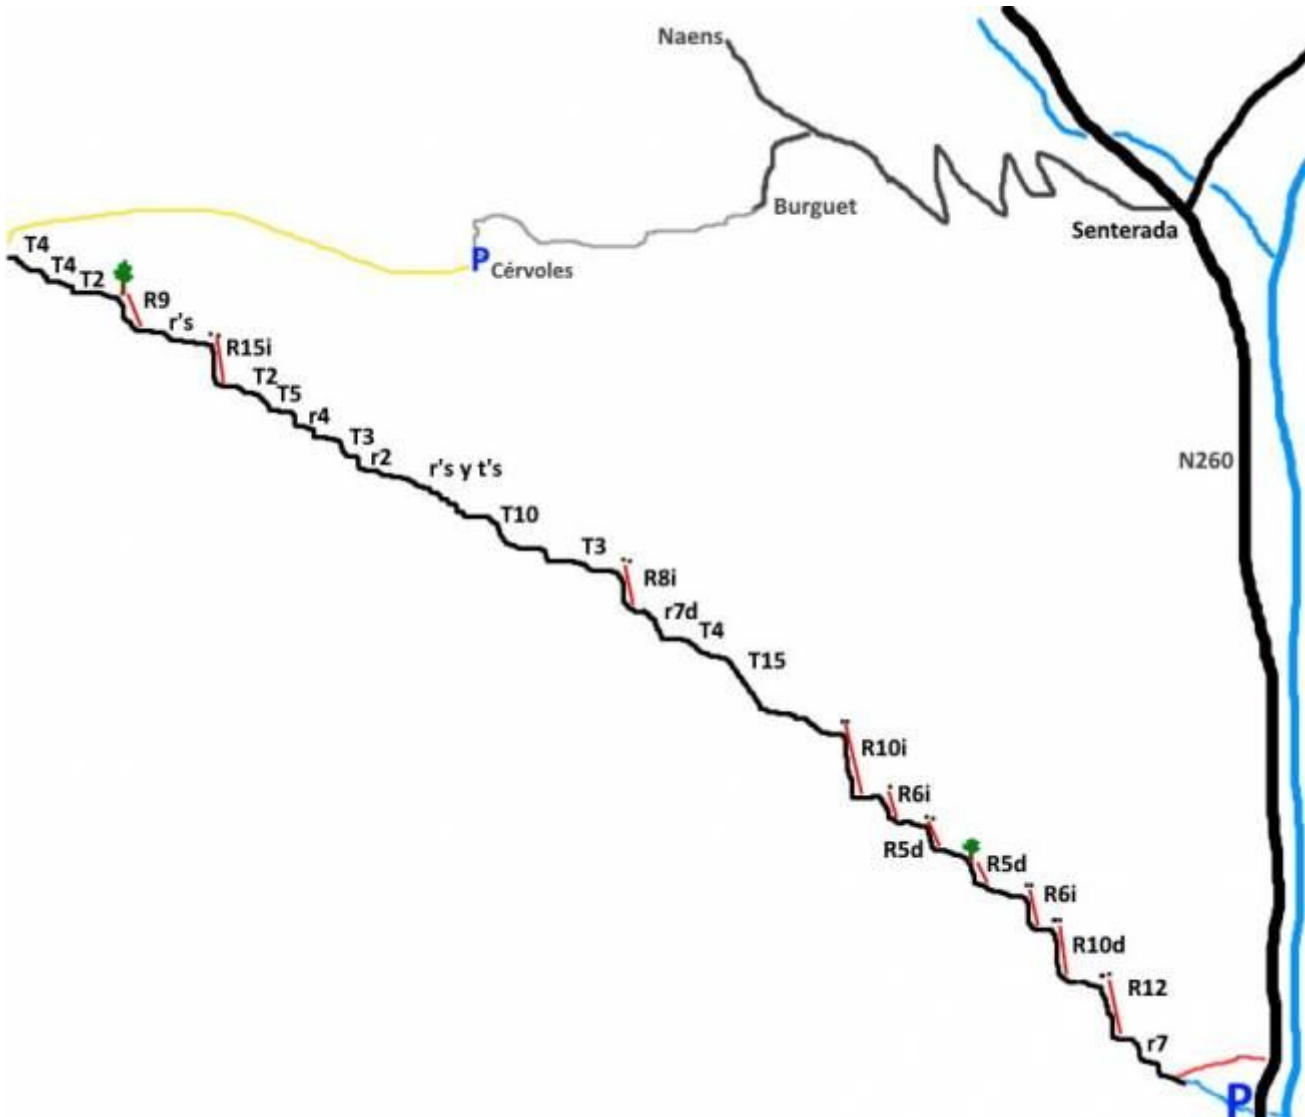 Naens
Burguet
Senterada
P Cérvoles
T4
T4
T2
R9
r's
R15i
T2
T5
r4
T3
r2
r's y t's
N260
T10
T3
R8i
r7d
T4
T15
R10i
R6i
R5d
R5d
R6i
R10d
R12
r7
P